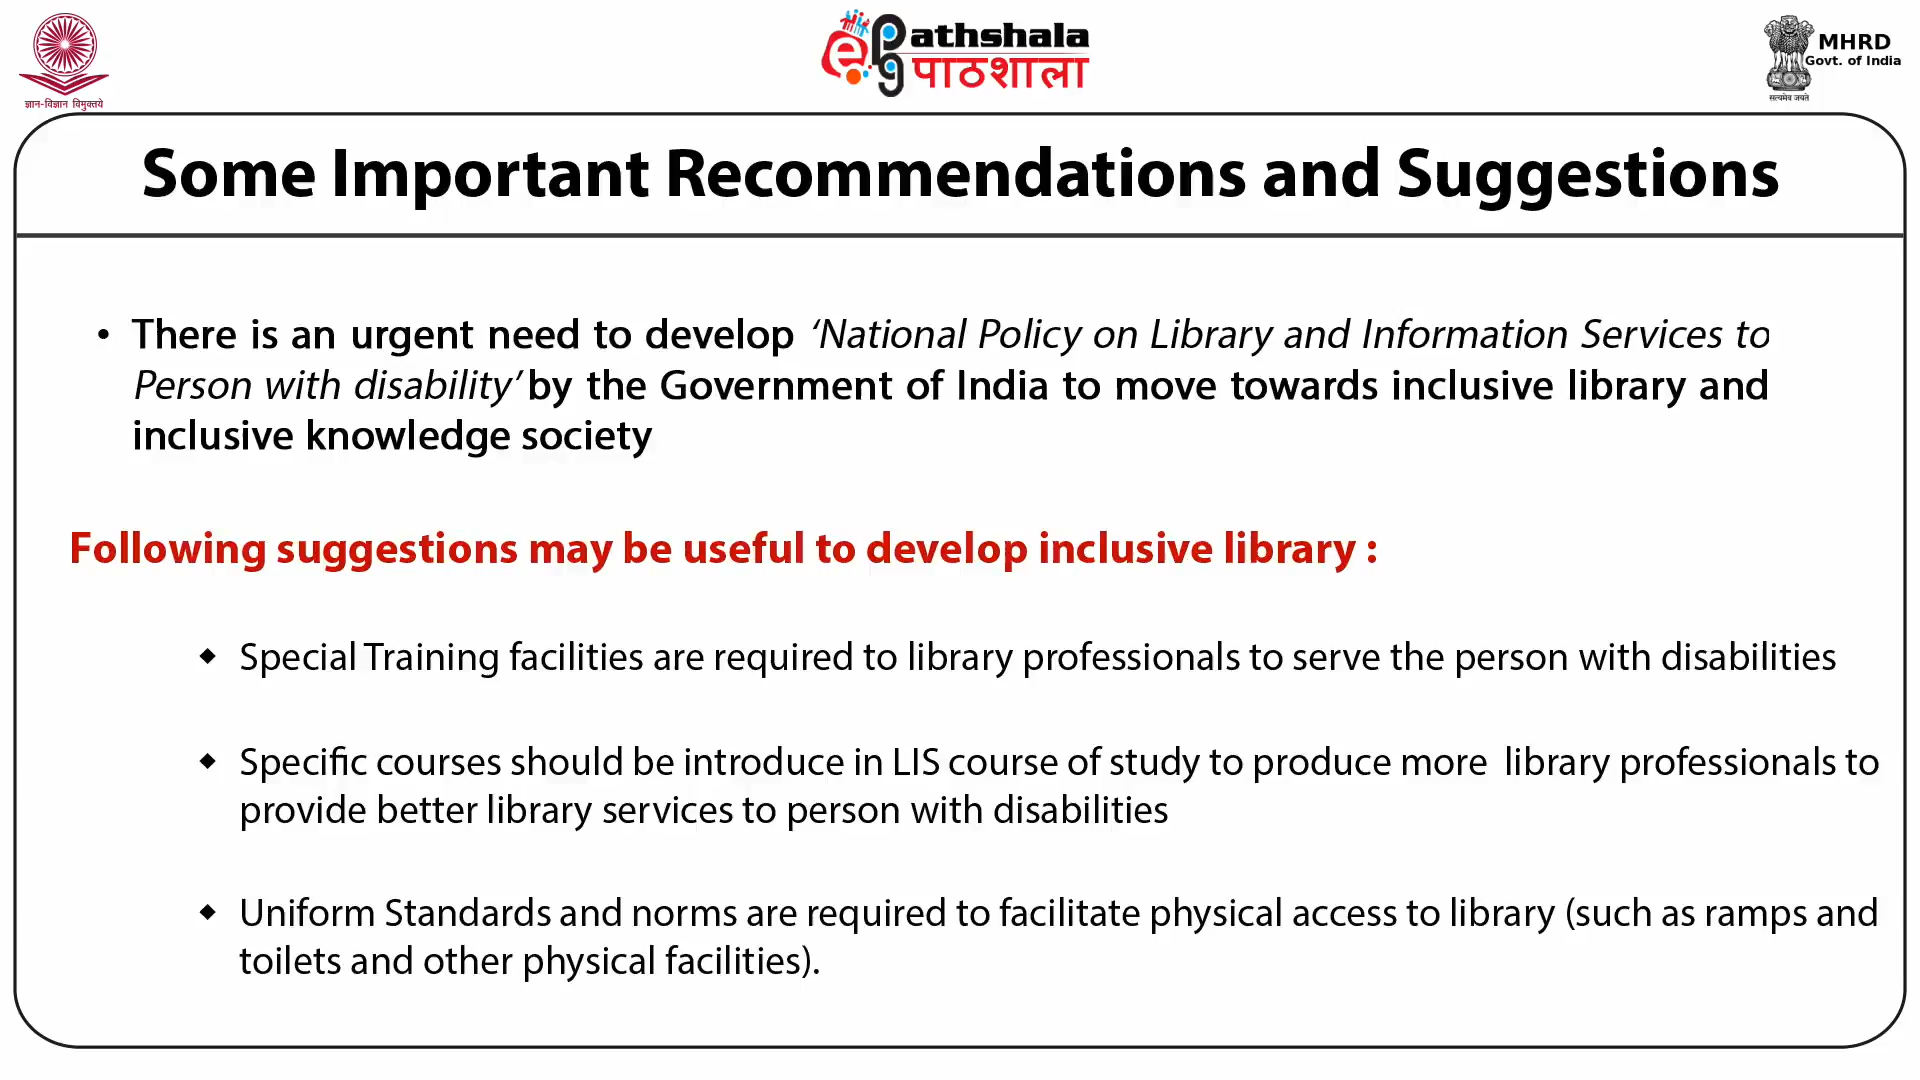 ज्ञान-विज्ञान विमुक्तये
ePG Pathshala
पाठशाला
MHRD
Govt. of India
सत्यमेव जयते
Some Important Recommendations and Suggestions
• There is an urgent need to develop ‘National Policy on Library and Information Services to
Person with disability’ by the Government of India to move towards inclusive library and
inclusive knowledge society
Following suggestions may be useful to develop inclusive library :
◆ Special Training facilities are required to library professionals to serve the person with disabilities
◆ Specific courses should be introduce in LIS course of study to produce more library professionals to
provide better library services to person with disabilities
◆ Uniform Standards and norms are required to facilitate physical access to library (such as ramps and
toilets and other physical facilities).